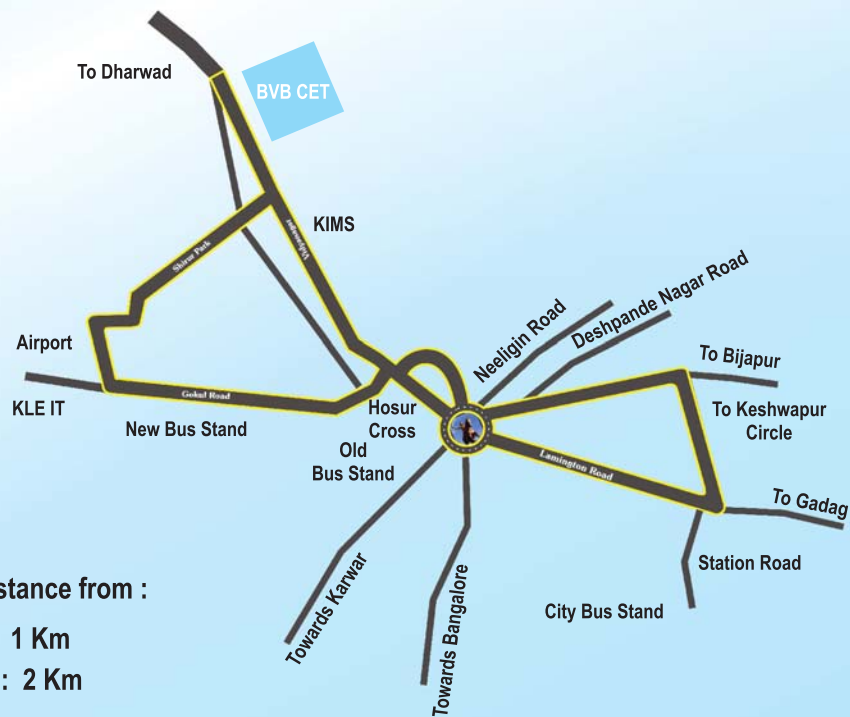 To Dharwad
BVB CET
KIMS
Vidyanagar
Shirur Park
Airport
KLE IT
Gokul Road
New Bus Stand
Hosur
Cross
Old
Bus Stand
Neeligin Road
Deshpande Nagar Road
To Bijapur
To Keshwapur
Circle
Lamington Road
To Gadag
Station Road
City Bus Stand
Towards Karwar
Towards Bangalore
stance from :
1 Km
: 2 Km